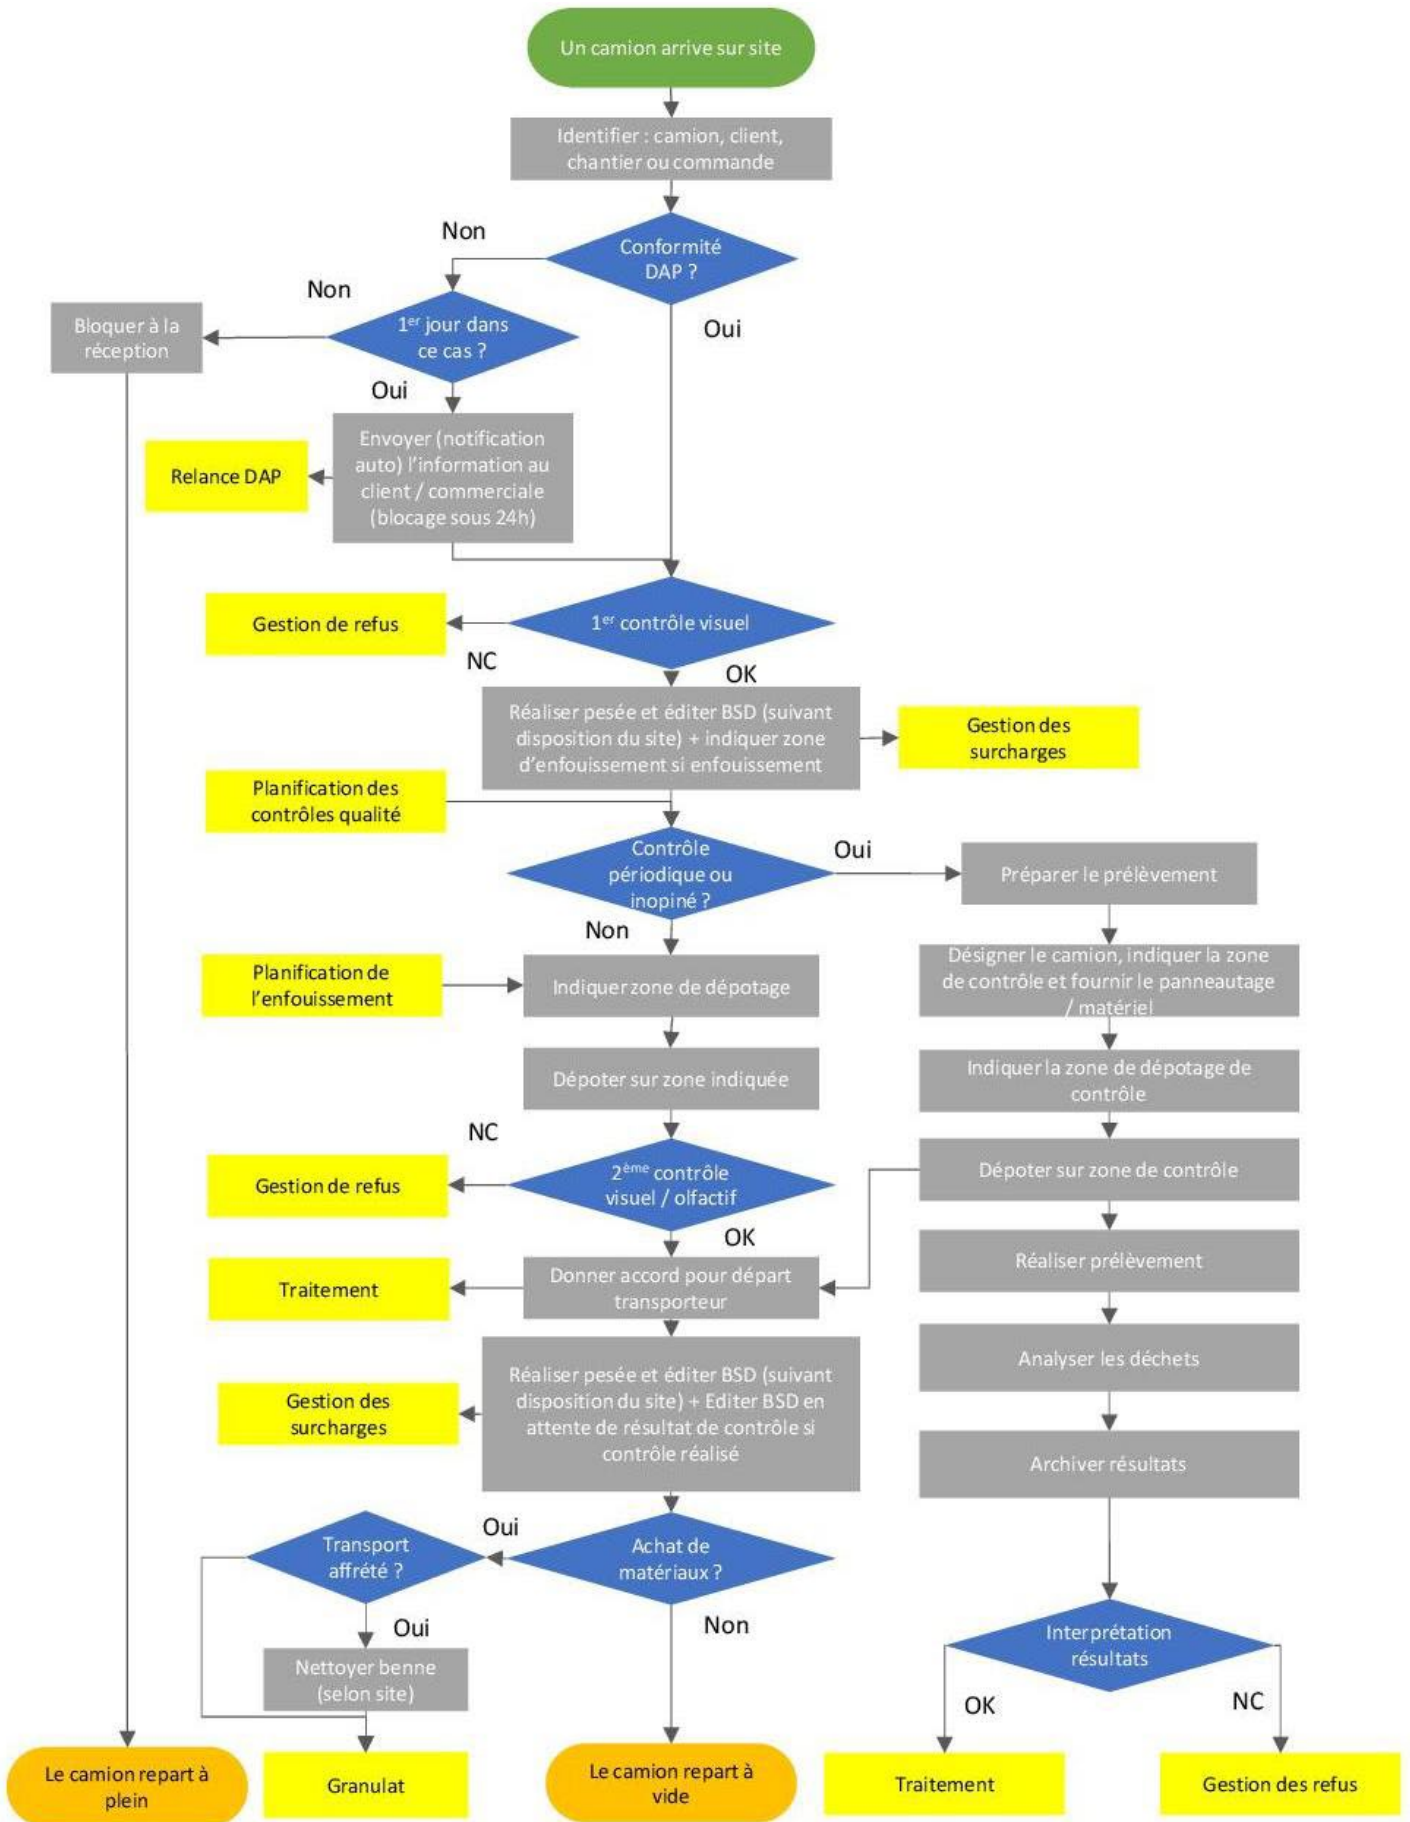 Un camion arrive sur site
Identifier : camion, client,
chantier ou commande
Non
Conformité
DAP ?
Non
Bloquer à la
réception
1er jour dans
ce cas ?
Oui
Oui
Envoyer (notification
auto) l'information au
client / commerciale
(blocage sous 24h)
Relance DAP
Gestion de refus
1er contrôle visuel
NC
OK
Réaliser pesée et éditer BSD (suivant
disposition du site) + indiquer zone
d'enfouissement si enfouissement
Gestion des
surcharges
Planification des
contrôles qualité
Contrôle
périodique ou
inopiné ?
Oui
Préparer le prélèvement
Non
Désigner le camion, indiquer la zone
de contrôle et fournir le panneautage
/ matériel
Planification de
l'enfouissement
Indiquer zone de dépotage
Dépoter sur zone indiquée
Indiquer la zone de dépotage de
contrôle
NC
Gestion de refus
2ème contrôle
visuel / olfactif
Dépoter sur zone de contrôle
OK
Réaliser prélèvement
Traitement
Donner accord pour départ
transporteur
Analyser les déchets
Gestion des
surcharges
Réaliser pesée et éditer BSD (suivant
disposition du site) + Editer BSD en
attente de résultat de contrôle si
contrôle réalisé
Archiver résultats
Transport
affrété ?
Oui
Achat de
matériaux ?
Oui
Non
Nettoyer benne
(selon site)
Interprétation
résultats
OK
NC
Le camion repart à
plein
Granulat
Le camion repart à
vide
Traitement
Gestion des refus